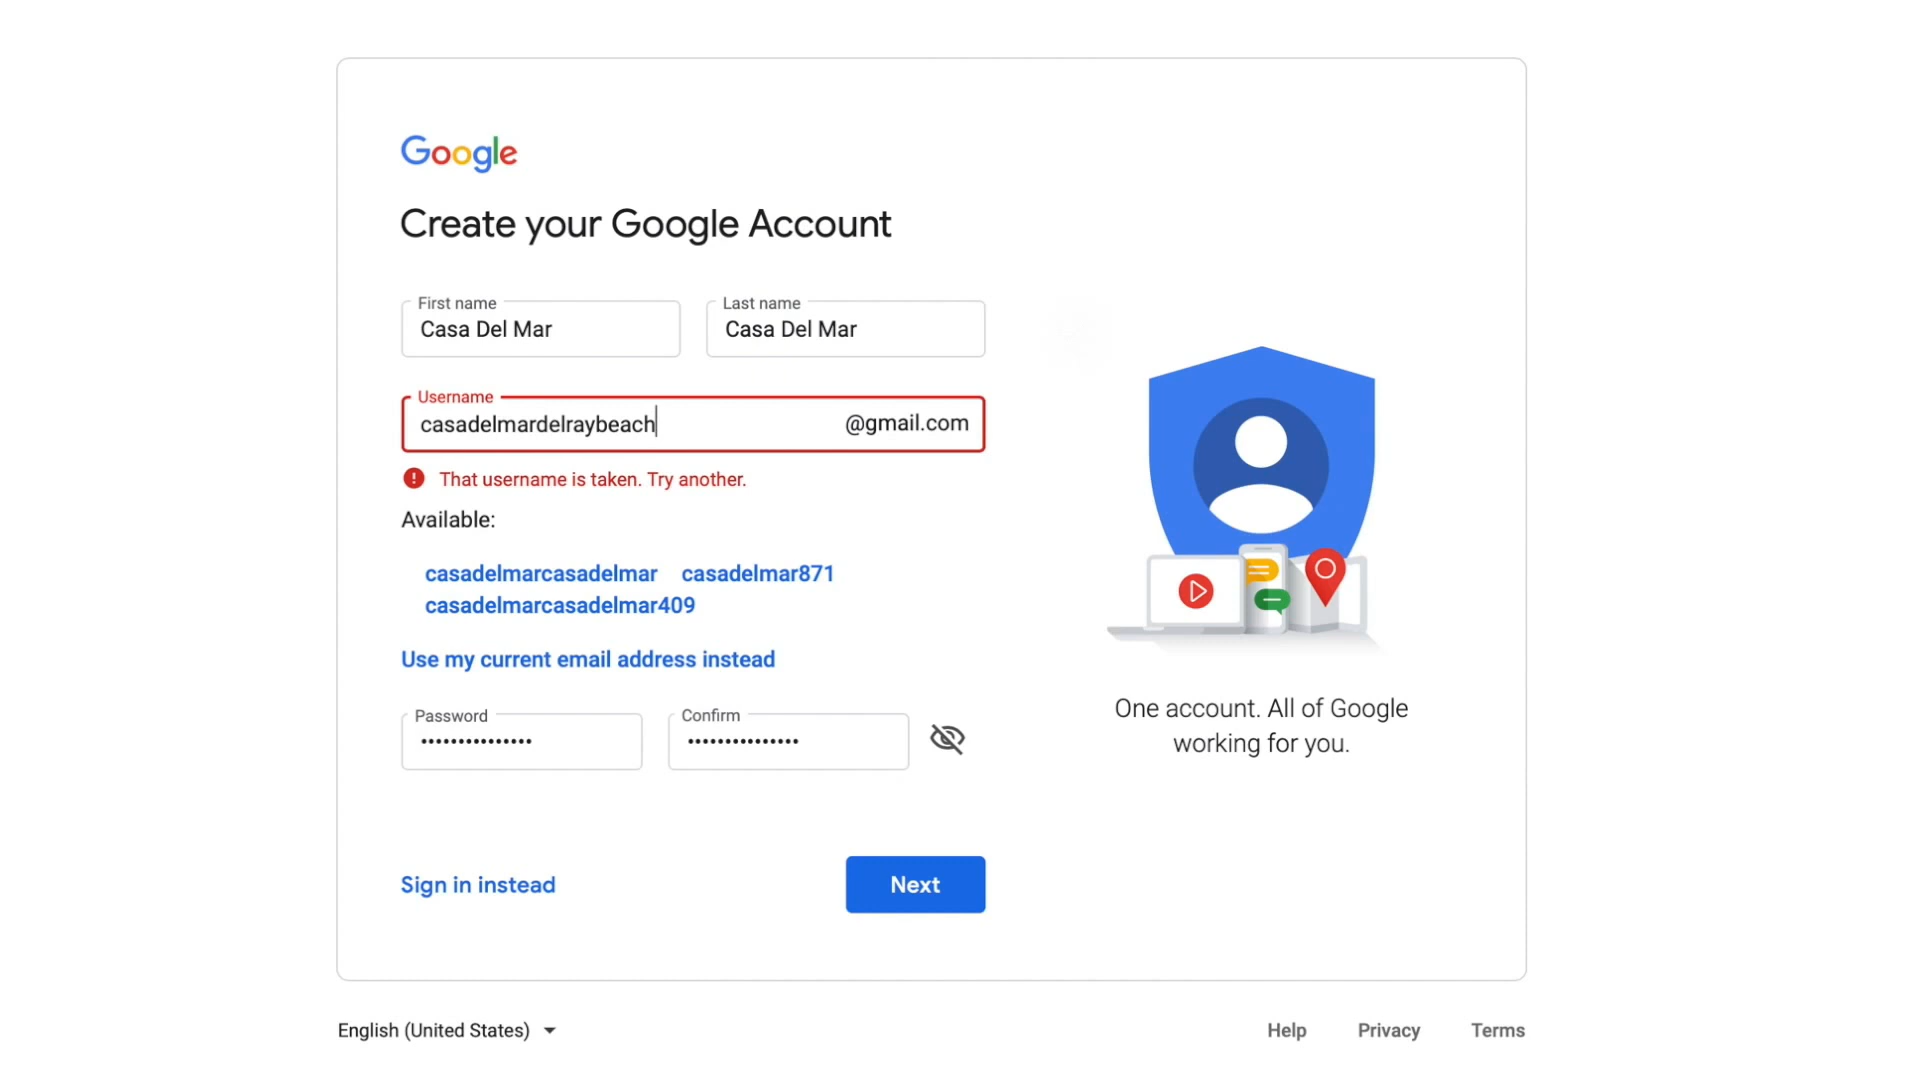 Google
Create your Google Account
First name
Last name
Casa Del Mar
Casa Del Mar
Username
casadelmardelraybeach
@gmail.com
That username is taken. Try another.
Available:
casadelmarcasadelmar casadelmar871
casadelmarcasadelmar409
Use my current email address instead
Password
Confirm
•••••••••••••••
•••••••••••••••
One account. All of Google
working for you.
Sign in instead
Next
English (United States)
Help Privacy Terms